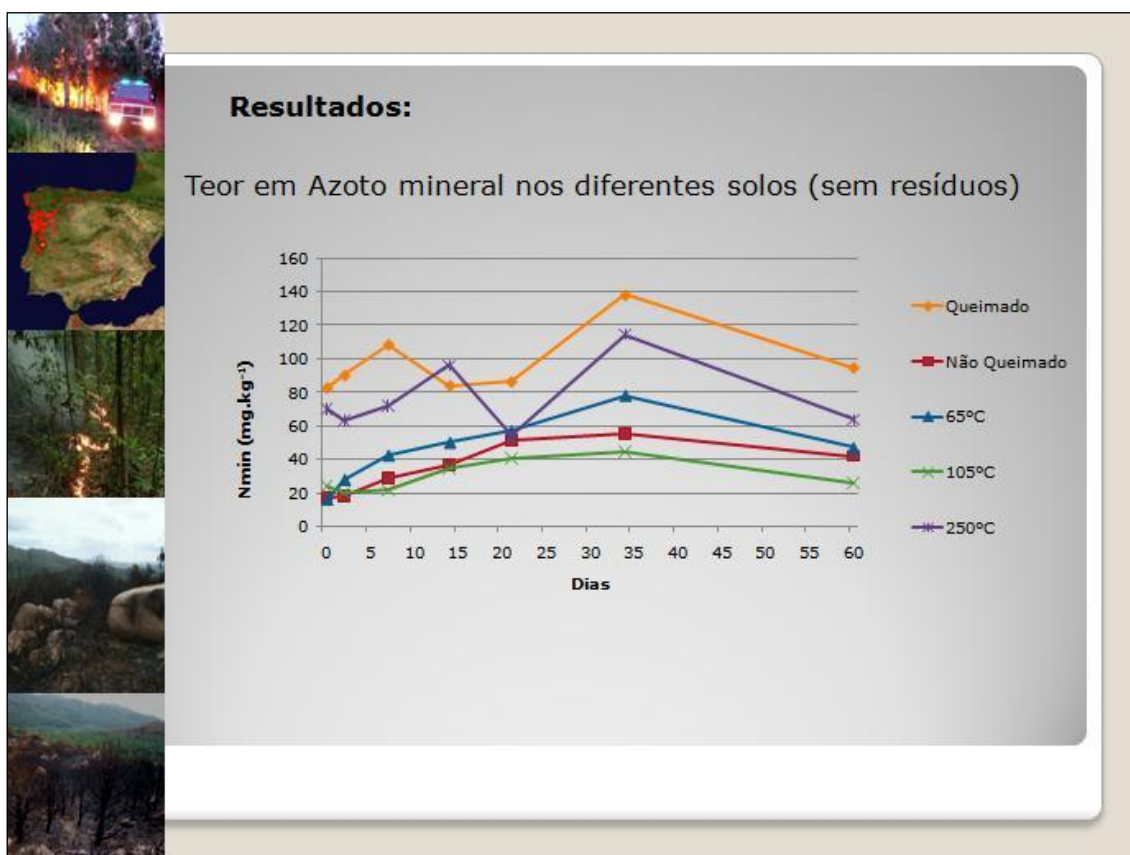 Resultados:
Teor em Azoto mineral nos diferentes solos (sem resíduos)
160
140
120
100
80
60
40
20
0
Nmin (mg.kg⁻¹)
0 5 10 15 20 25 30 35 40 45 50 55 60
Dias
Queimado
Não Queimado
65ºC
105ºC
250ºC